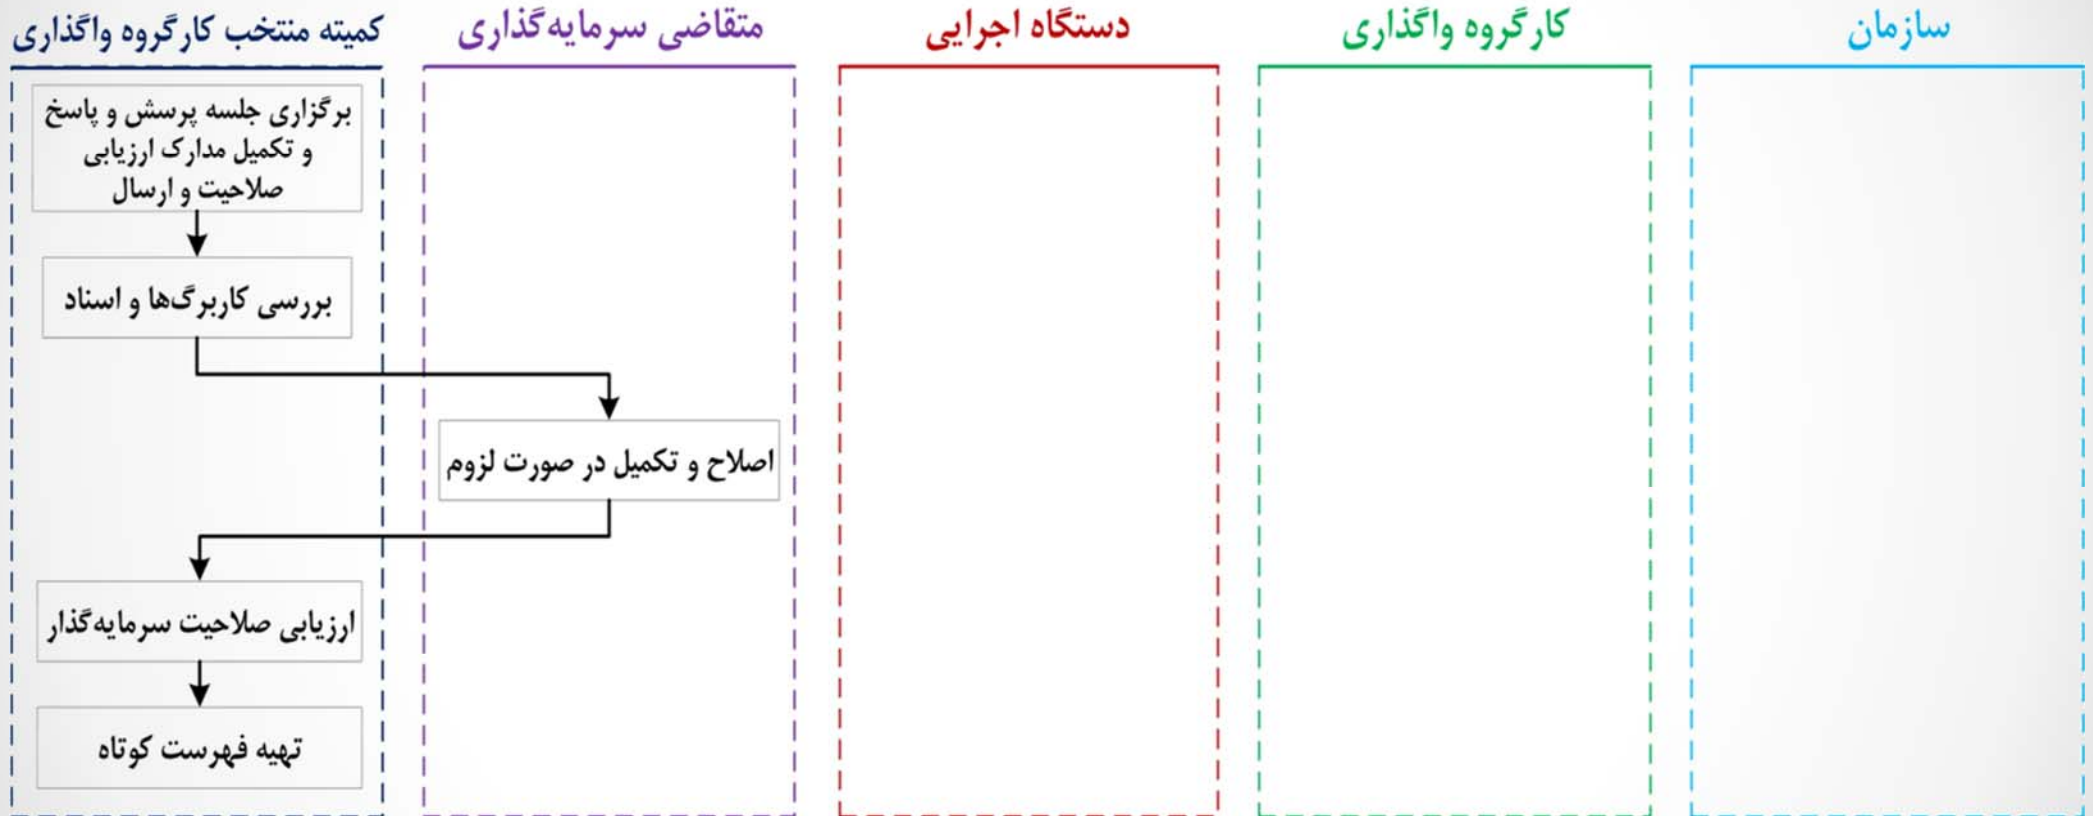 سازمان
کارگروه واگذاری
دستگاه اجرایی
متقاضی سرمایه‌گذاری
کمیته منتخب کارگروه واگذاری
برگزاری جلسه پرسش و پاسخ
و تکمیل مدارک ارزیابی
صلاحیت و ارسال
بررسی کاربرگ‌ها و اسناد
اصلاح و تکمیل در صورت لزوم
ارزیابی صلاحیت سرمایه‌گذار
تهیه فهرست کوتاه